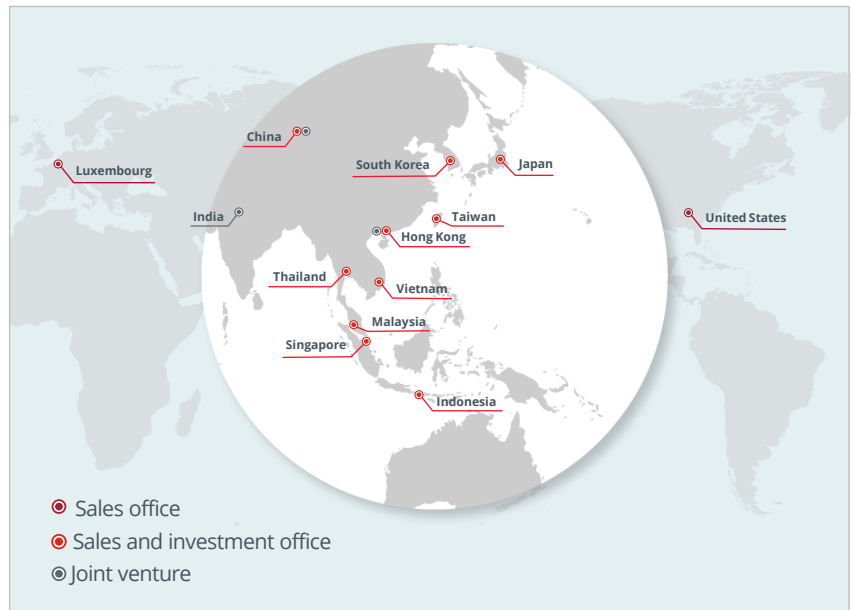 China
South Korea
Japan
Luxembourg
India
Taiwan
United States
Hong Kong
Thailand
Vietnam
Malaysia
Singapore
Indonesia
Sales office
Sales and investment office
Joint venture